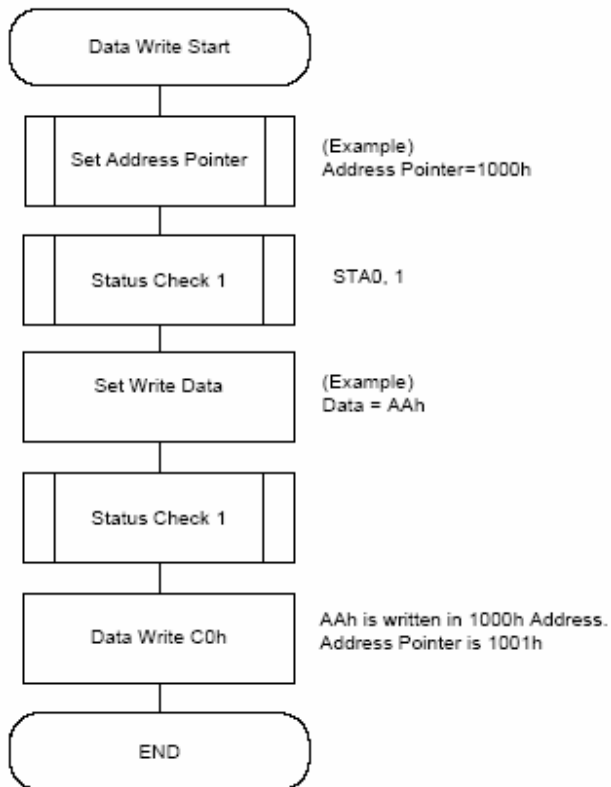 Data Write Start
Set Address Pointer
(Example)
Address Pointer=1000h
Status Check 1
STA0, 1
Set Write Data
(Example)
Data = AAh
Status Check 1
Data Write C0h
AAh is written in 1000h Address.
Address Pointer is 1001h
END